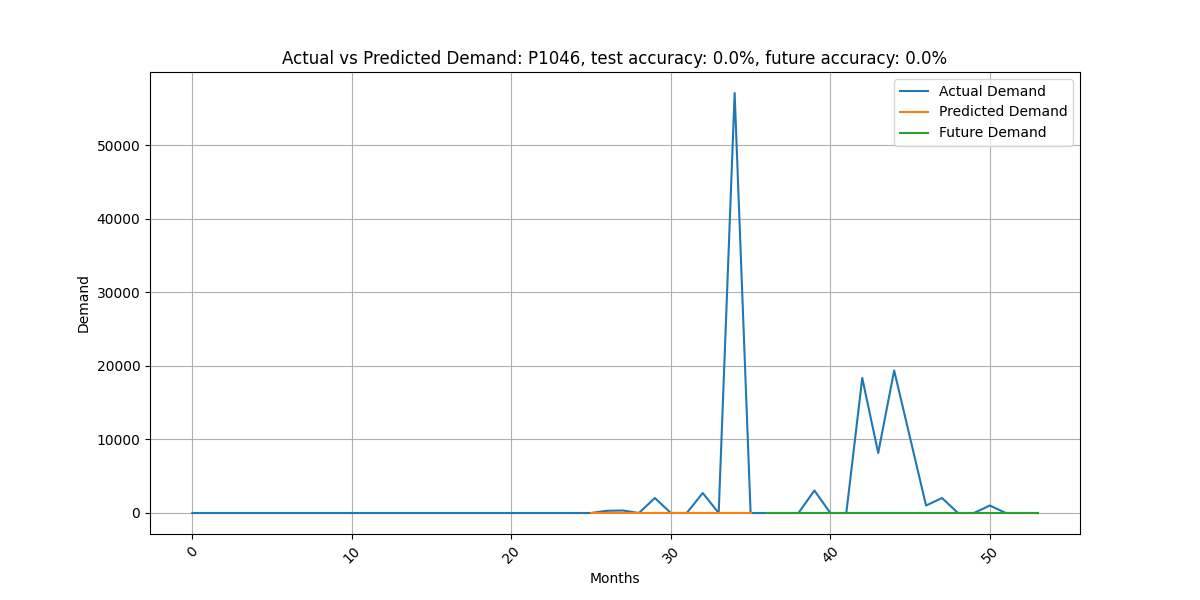 Actual vs Predicted Demand: P1046, test accuracy: 0.0%, future accuracy: 0.0%
Actual Demand
Predicted Demand
Future Demand
50000
40000
30000
20000
10000
0
Demand
0
10
20
30
40
50
Months